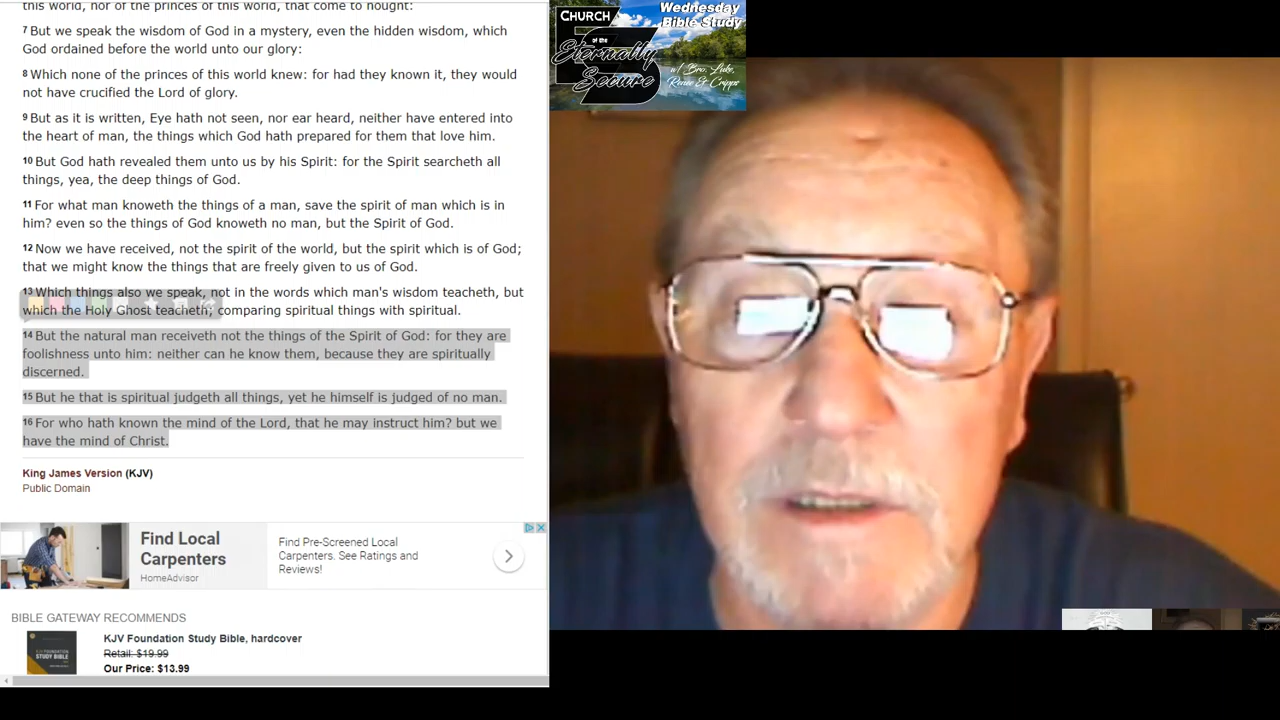 this world, nor of the princes of this world, that come to nought:
7 But we speak the wisdom of God in a mystery, even the hidden wisdom, which
God ordained before the world unto our glory:
8 Which none of the princes of this world knew: for had they known it, they would
not have crucified the Lord of glory.
9 But as it is written, Eye hath not seen, nor ear heard, neither have entered into
the heart of man, the things which God hath prepared for them that love him.
10 But God hath revealed them unto us by his Spirit: for the Spirit searcheth all
things, yea, the deep things of God.
11 For what man knoweth the things of a man, save the spirit of man which is in
him? even so the things of God knoweth no man, but the Spirit of God.
12 Now we have received, not the spirit of the world, but the spirit which is of God;
that we might know the things that are freely given to us of God.
13 Which things also we speak, not in the words which man's wisdom teacheth, but
which the Holy Ghost teacheth; comparing spiritual things with spiritual.
14 But the natural man receiveth not the things of the Spirit of God: for they are
foolishness unto him: neither can he know them, because they are spiritually
discerned.
15 But he that is spiritual judgeth all things, yet he himself is judged of no man.
16 For who hath known the mind of the Lord, that he may instruct him? but we
have the mind of Christ.
King James Version (KJV)
Public Domain
Find Local
Carpenters
HomeAdvisor
Find Pre-Screened Local
Carpenters. See Ratings and
Reviews!
BIBLE GATEWAY RECOMMENDS
KJV Foundation Study Bible, hardcover
Retail: $19.99
Our Price: $13.99
CHURCH
of the
Eternally
Secure
Wednesday
Bible Study
w/ Bro. Luke,
Renee & Cripps